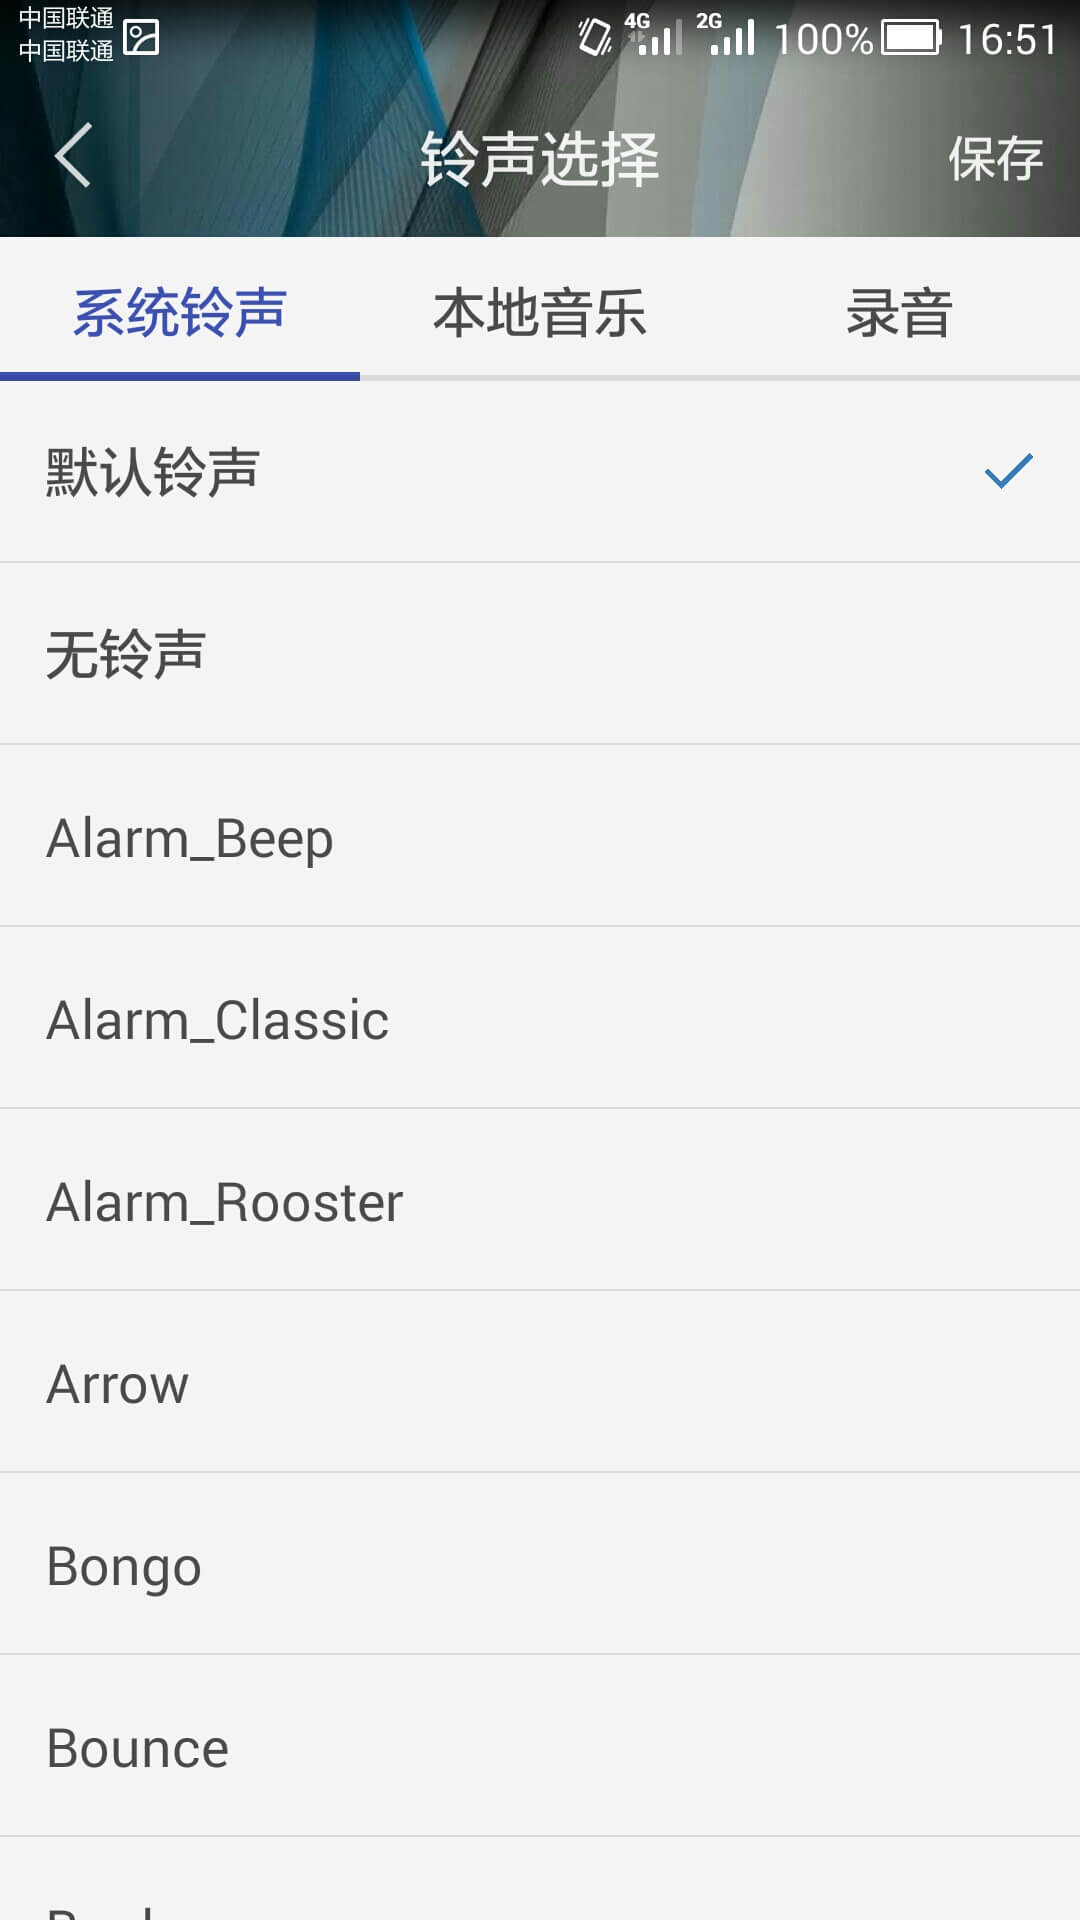 中国联通
中国联通
4G 2G 100% 16:51
铃声选择 保存
系统铃声 本地音乐 录音
默认铃声
无铃声
Alarm_Beep
Alarm_Classic
Alarm_Rooster
Arrow
Bongo
Bounce